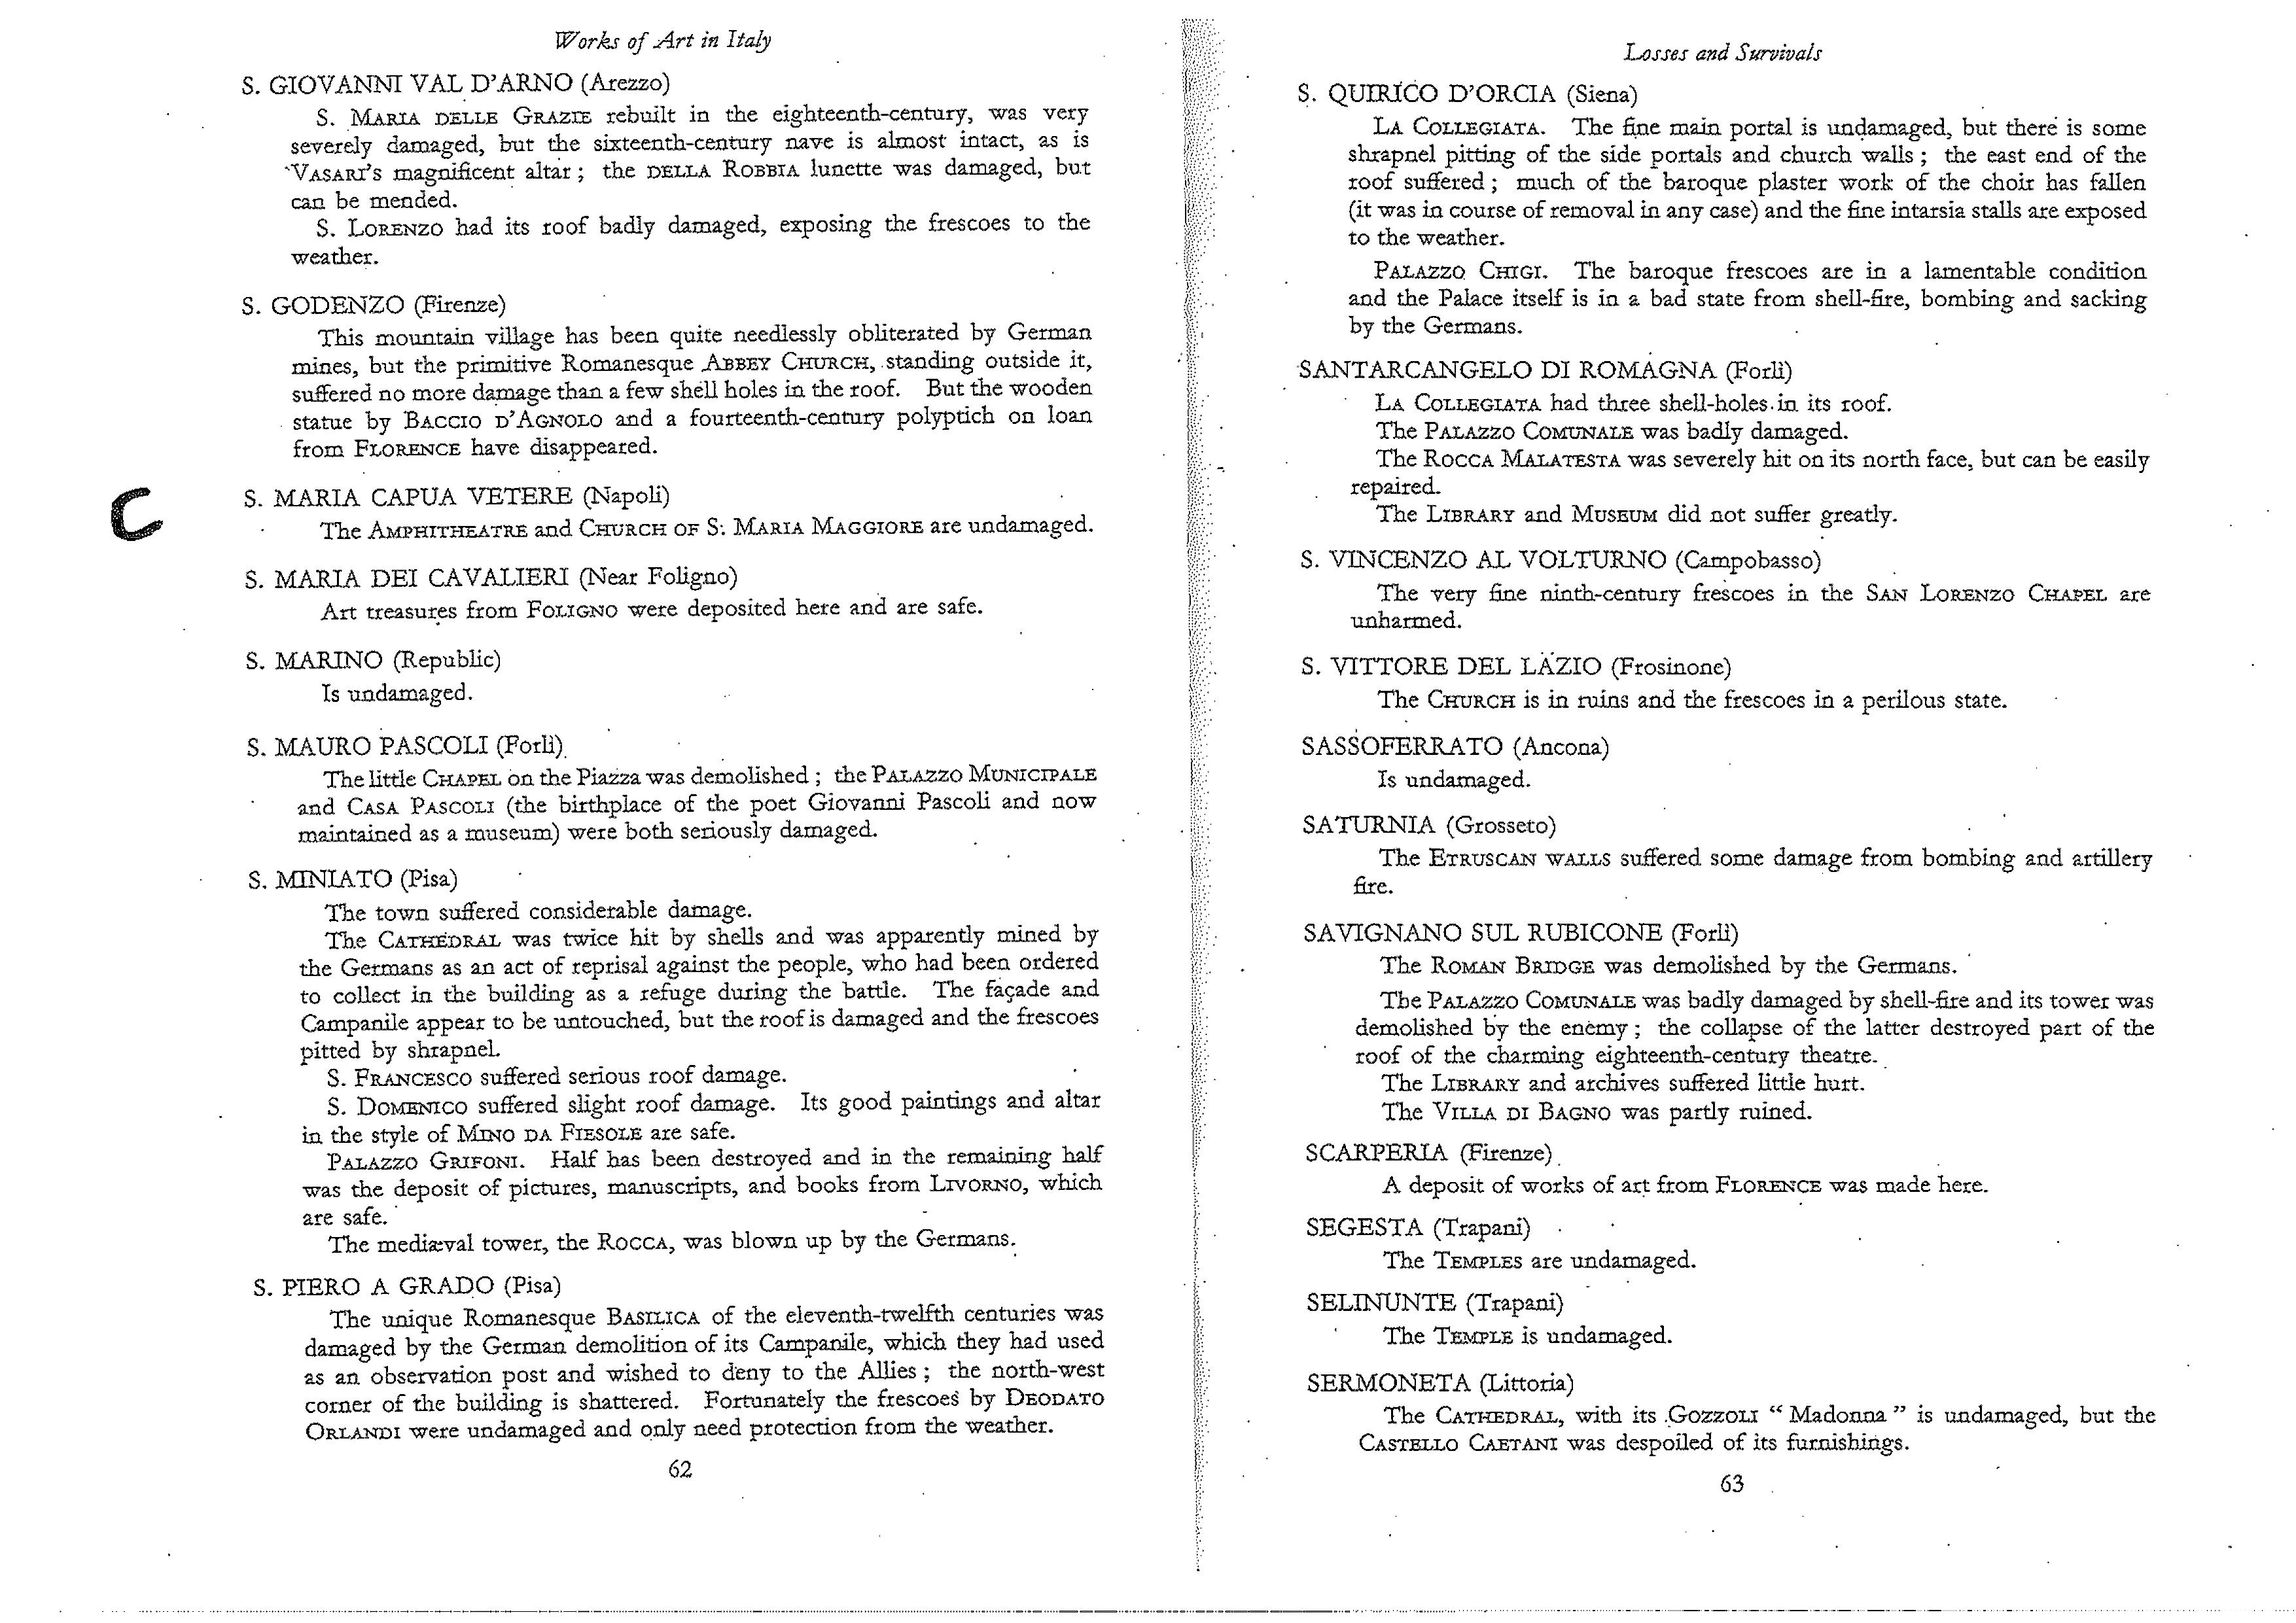 Works of Art in Italy
S. GIOVANNI VAL D'ARNO (Arezzo)
S. MARIA DELLE GRAZIE rebuilt in the eighteenth-century, was very
severely damaged, but the sixteenth-century nave is almost intact, as is
VASARI'S magnificent altar ; the DELLA ROBBIA lunette was damaged, but
can be mended.
S. LORENZO had its roof badly damaged, exposing the frescoes to the
weather.
S. GODENZO (Firenze)
This mountain village has been quite needlessly obliterated by German
mines, but the primitive Romanesque ABBEY CHURCH, standing outside it,
suffered no more damage than a few shell holes in the roof. But the wooden
statue by BACCIO D'AGNOLO and a fourteenth-century polyptich on loan
from FLORENCE have disappeared.
C
S. MARIA CAPUA VETERE (Napoli)
The AMPHITHEATRE and CHURCH OF S. MARIA MAGGIORE are undamaged.
S. MARIA DEI CAVALIERI (Near Foligno)
Art treasures from FOLIGNO were deposited here and are safe.
S. MARINO (Republic)
Is undamaged.
S. MAURO PASCOLI (Forlì)
The little CHAPEL on the Piazza was demolished ; the PALAZZO MUNICIPALE
and CASA PASCOLI (the birthplace of the poet Giovanni Pascoli and now
maintained as a museum) were both seriously damaged.
S. MINIATO (Pisa)
The town suffered considerable damage.
The CATHEDRAL was twice hit by shells and was apparently mined by
the Germans as an act of reprisal against the people, who had been ordered
to collect in the building as a refuge during the battle. The façade and
Campanile appear to be untouched, but the roof is damaged and the frescoes
pitted by shrapnel.
S. FRANCESCO suffered serious roof damage.
S. DOMENICO suffered slight roof damage. Its good paintings and altar
in the style of MINO DA FIESOLE are safe.
PALAZZO GRIFONI. Half has been destroyed and in the remaining half
was the deposit of pictures, manuscripts, and books from LIVORNO, which
are safe.
The mediæval tower, the ROCCA, was blown up by the Germans.
S. PIERO A GRADO (Pisa)
The unique Romanesque BASILICA of the eleventh-twelfth centuries was
damaged by the German demolition of its Campanile, which they had used
as an observation post and wished to deny to the Allies ; the north-west
corner of the building is shattered. Fortunately the frescoes by DEODATO
ORLANDI were undamaged and only need protection from the weather.
62
Losses and Survivals
S. QUIRICO D'ORCIA (Siena)
LA COLLEGIATA. The fine main portal is undamaged, but there is some
shrapnel pitting of the side portals and church walls ; the east end of the
roof suffered ; much of the baroque plaster work of the choir has fallen
(it was in course of removal in any case) and the fine intarsia stalls are exposed
to the weather.
PALAZZO CHIGI. The baroque frescoes are in a lamentable condition
and the Palace itself is in a bad state from shell-fire, bombing and sacking
by the Germans.
SANTARCANGELO DI ROMAGNA (Forlì)
LA COLLEGIATA had three shell-holes in its roof.
The PALAZZO COMUNALE was badly damaged.
The ROCCA MALATESTA was severely hit on its north face, but can be easily
repaired.
The LIBRARY and MUSEUM did not suffer greatly.
S. VINCENZO AL VOLTURNO (Campobasso)
The very fine ninth-century frescoes in the SAN LORENZO CHAPEL are
unharmed.
S. VITTORE DEL LAZIO (Frosinone)
The CHURCH is in ruins and the frescoes in a perilous state.
SASSOFERRATO (Ancona)
Is undamaged.
SATURNIA (Grosseto)
The ETRUSCAN WALLS suffered some damage from bombing and artillery
fire.
SAVIGNANO SUL RUBICONE (Forlì)
The ROMAN BRIDGE was demolished by the Germans.
The PALAZZO COMUNALE was badly damaged by shell-fire and its tower was
demolished by the enemy ; the collapse of the latter destroyed part of the
roof of the charming eighteenth-century theatre.
The LIBRARY and archives suffered little hurt.
The VILLA DI BAGNO was partly ruined.
SCARPERIA (Firenze)
A deposit of works of art from FLORENCE was made here.
SEGESTA (Trapani)
The TEMPLES are undamaged.
SELINUNTE (Trapani)
The TEMPLE is undamaged.
SERMONETA (Littoria)
The CATHEDRAL, with its GOZZOLI “ Madonna ” is undamaged, but the
CASTELLO CAETANI was despoiled of its furnishings.
63